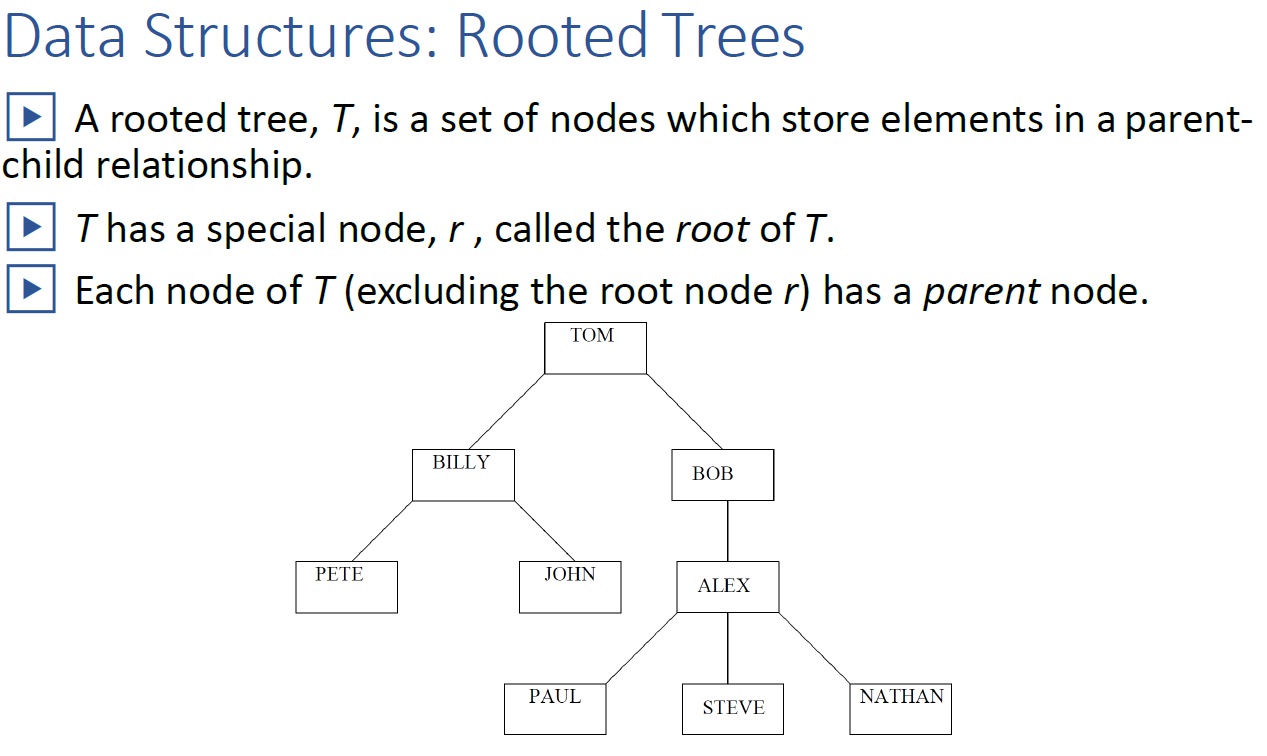 Data Structures: Rooted Trees
A rooted tree, T, is a set of nodes which store elements in a parent-
child relationship.
T has a special node, r , called the root of T.
Each node of T (excluding the root node r) has a parent node.
TOM
BILLY
BOB
PETE
JOHN
ALEX
PAUL
STEVE
NATHAN